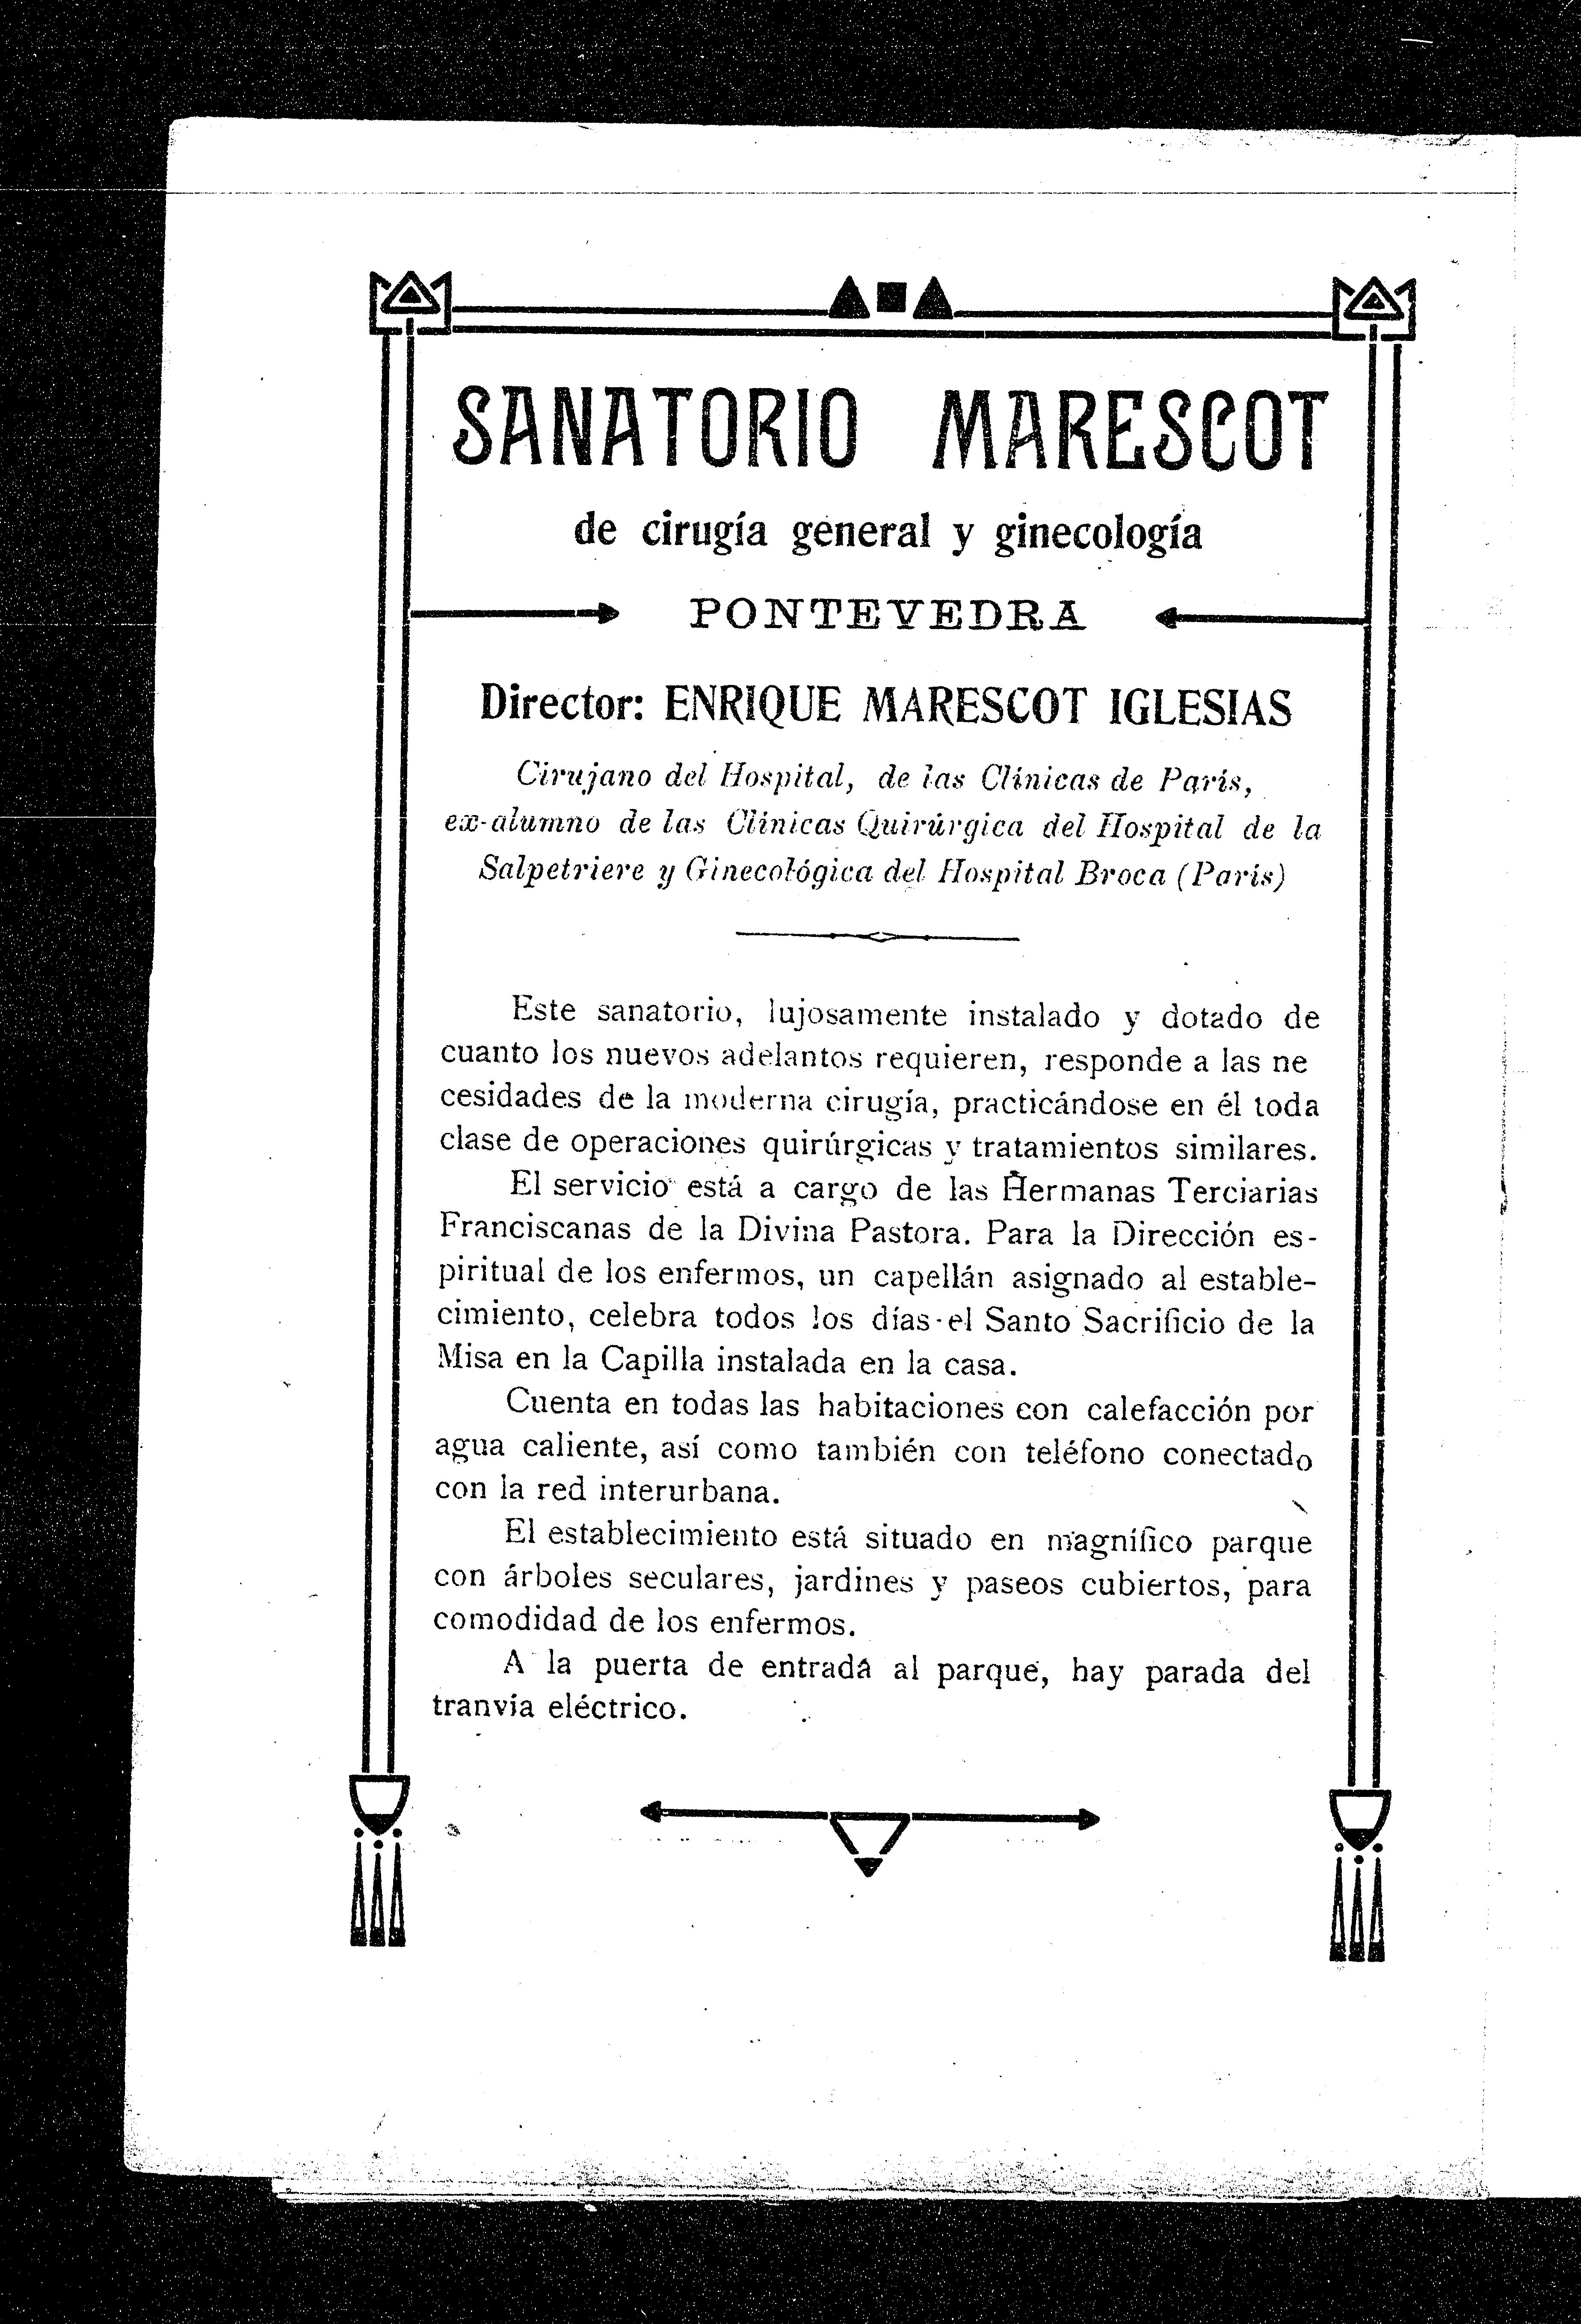 SANATORIO MARESCOT
de cirugía general y ginecología
PONTEVEDRA
Director: ENRIQUE MARESCOT IGLESIAS
Cirujano del Hospital, de las Clínicas de París,
ex-alumno de las Clínicas Quirúrgica del Hospital de la
Salpetriere y Ginecológica del Hospital Broca (París)
Este sanatorio, lujosamente instalado y dotado de
cuanto los nuevos adelantos requieren, responde a las ne
cesidades de la moderna cirugía, practicándose en él toda
clase de operaciones quirúrgicas y tratamientos similares.
El servicio está a cargo de las Hermanas Terciarias
Franciscanas de la Divina Pastora. Para la Dirección es-
piritual de los enfermos, un capellán asignado al estable-
cimiento, celebra todos los días el Santo Sacrificio de la
Misa en la Capilla instalada en la casa.
Cuenta en todas las habitaciones con calefacción por
agua caliente, así como también con teléfono conectado
con la red interurbana.
El establecimiento está situado en magnífico parque
con árboles seculares, jardines y paseos cubiertos, para
comodidad de los enfermos.
A la puerta de entrada al parque, hay parada del
tranvía eléctrico.